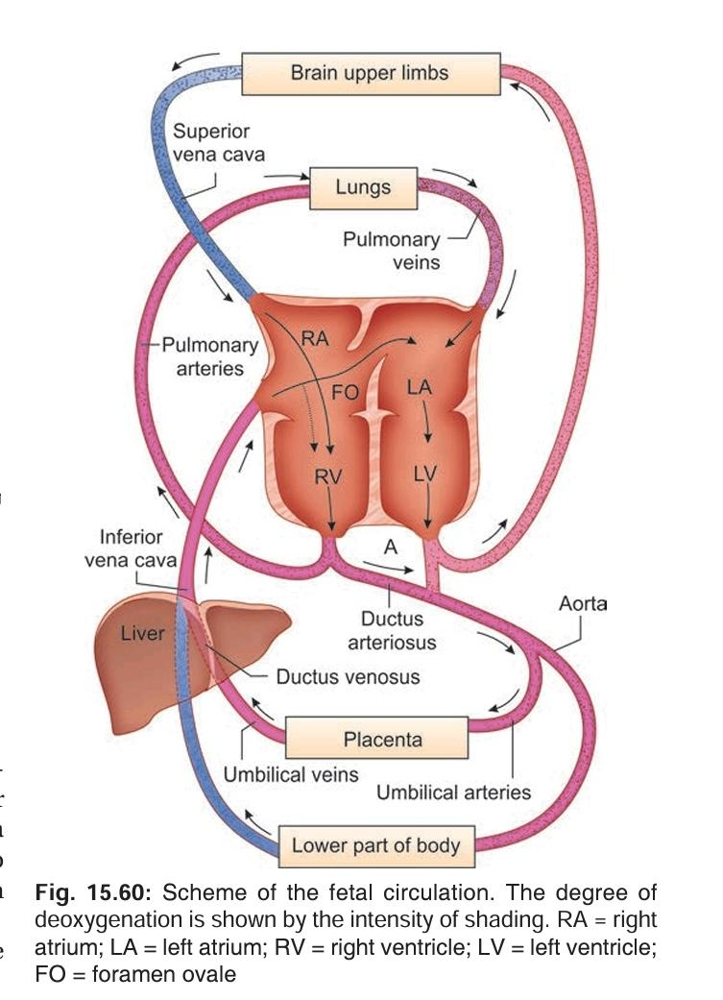 Brain upper limbs
Superior
vena cava
Lungs
Pulmonary
veins
RA
Pulmonary
arteries
FO
LA
RV
LV
Inferior
vena cava
A
Ductus
arteriosus
Aorta
Liver
Ductus venosus
Placenta
Umbilical veins
Umbilical arteries
Lower part of body
Fig. 15.60: Scheme of the fetal circulation. The degree of
deoxygenation is shown by the intensity of shading. RA = right
atrium; LA = left atrium; RV = right ventricle; LV = left ventricle;
FO = foramen ovale